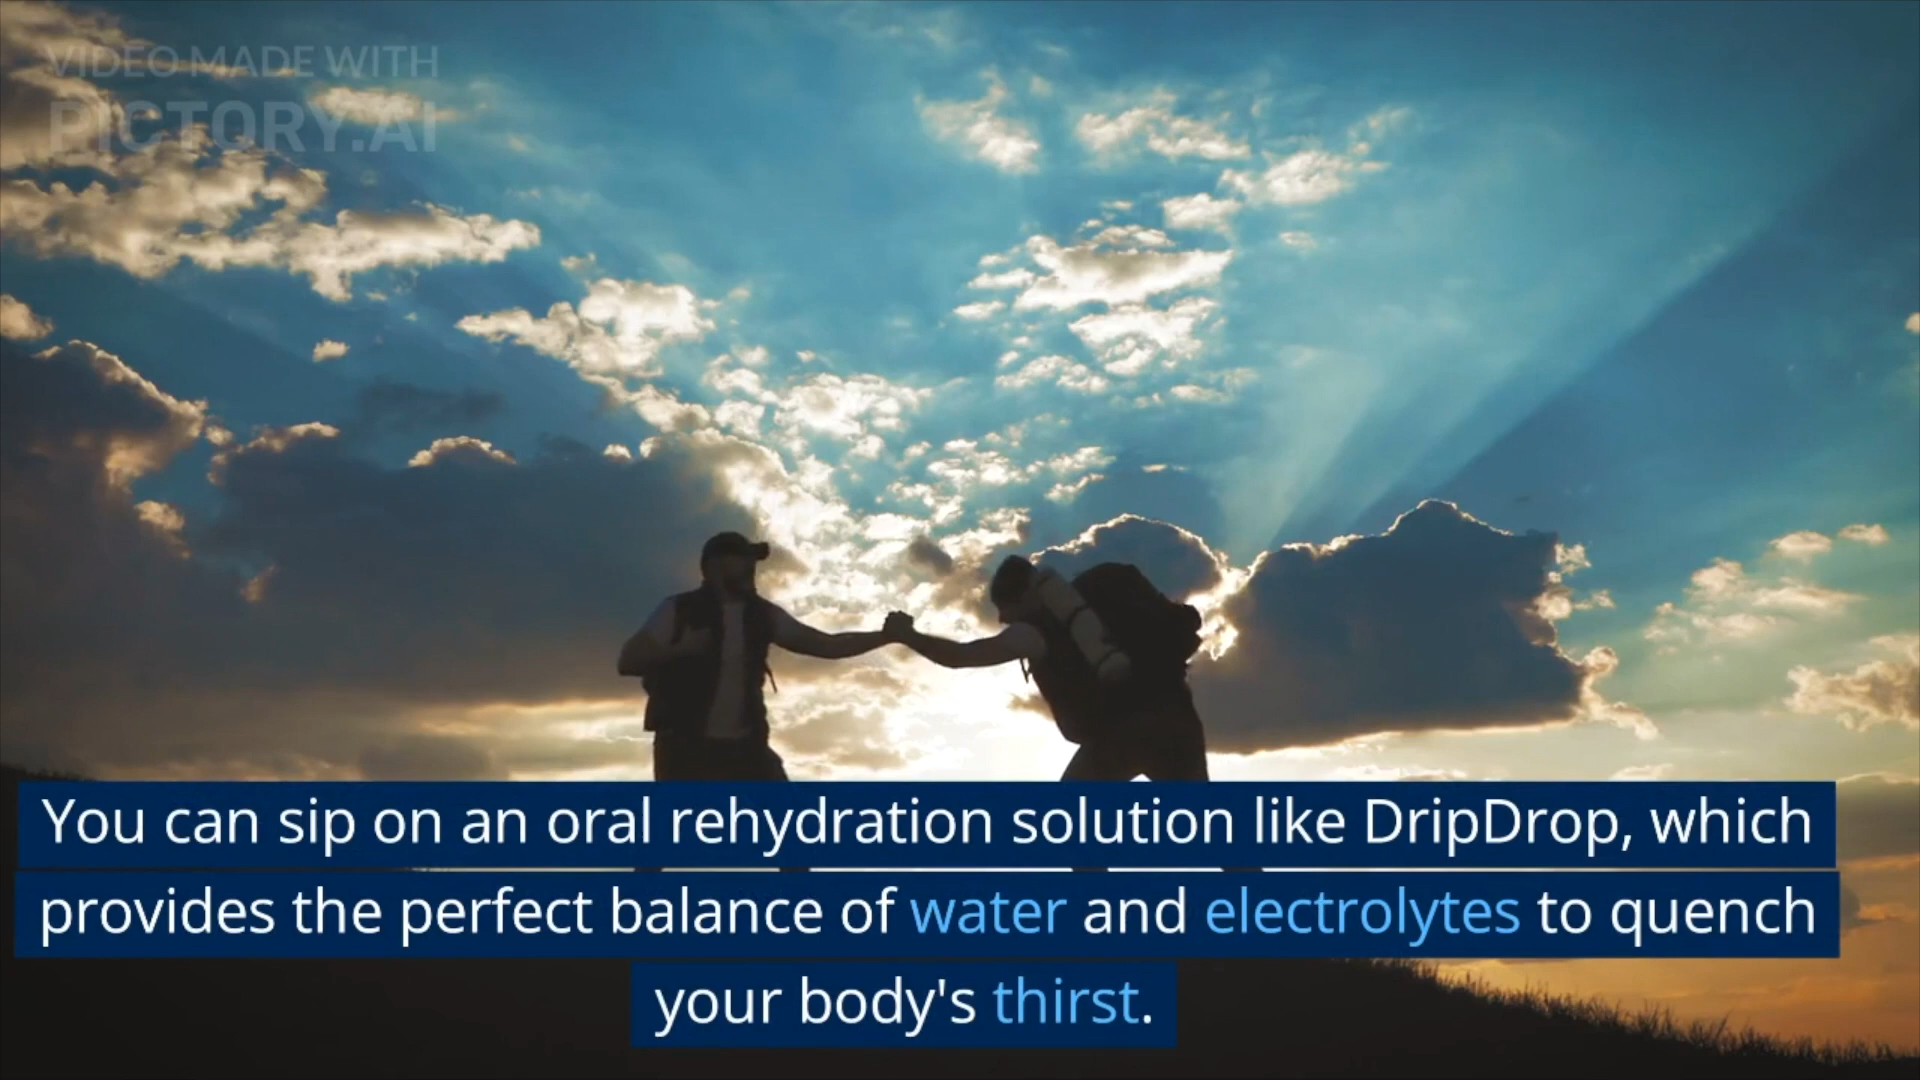 VIDEO MADE WITH
PICTORY.AI
You can sip on an oral rehydration solution like DripDrop, which
provides the perfect balance of water and electrolytes to quench
your body's thirst.